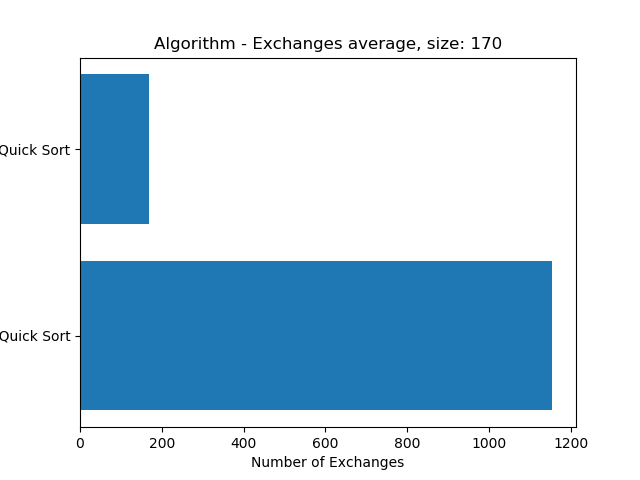 Algorithm - Exchanges average, size: 170
Quick Sort
Quick Sort
0 200 400 600 800 1000 1200
Number of Exchanges